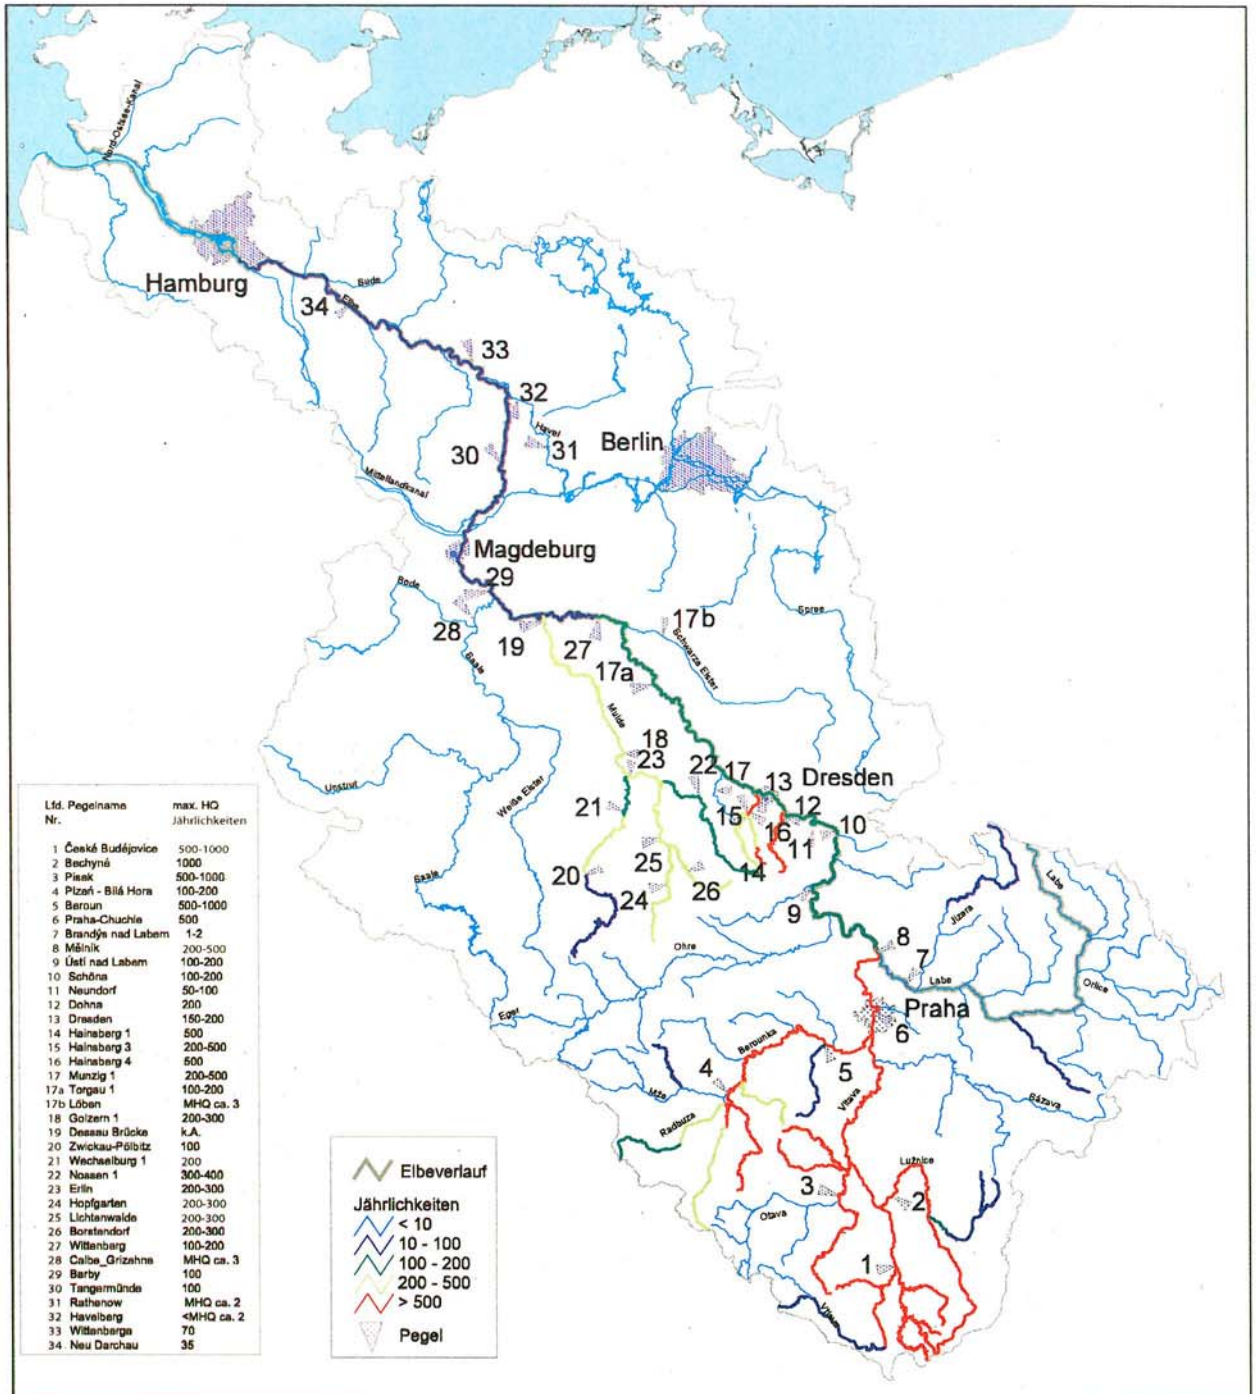 Nord-Ostsee-Kanal
Hamburg
Sude
Elbe
34
33
32
Havel
31
Berlin
30
Mittellandkanal
Magdeburg
29
Bode
28
Saale
19
27
17b
Schwarze Elster
Spree
17a
Mulde
18
23
22
17
13
Dresden
12
10
15
16
11
14
21
Unstrut
Weiße Elster
25
20
24
26
9
Saale
Ohre
8
7
Jizera
Labe
Labe
Orlice
Eger
Praha
6
Berounka
4
5
Mže
Vltava
Sázava
Radbuza
Lužnice
3
2
Otava
1
Vltava
Lfd. Pegelname max. HQ
Nr. Jährlichkeiten
1 České Budějovice 500-1000
2 Bechyně 1000
3 Písek 500-1000
4 Plzeň - Bílá Hora 100-200
5 Beroun 500-1000
6 Praha-Chuchle 500
7 Brandýs nad Labem 1-2
8 Mělník 200-500
9 Ústí nad Labem 100-200
10 Schöna 100-200
11 Neundorf 50-100
12 Dohna 200
13 Dresden 150-200
14 Hainsberg 1 500
15 Hainsberg 3 200-500
16 Hainsberg 4 500
17 Munzig 1 200-500
17a Torgau 1 100-200
17b Löben MHQ ca. 3
18 Golzern 1 200-300
19 Dessau Brücke k.A.
20 Zwickau-Pölbitz 100
21 Wechselburg 1 200
22 Nossen 1 300-400
23 Erlln 200-300
24 Hopfgarten 200-300
25 Lichtenwalde 200-300
26 Borstendorf 200-300
27 Wittenberg 100-200
28 Calbe_Grizehne MHQ ca. 3
29 Barby 100
30 Tangermünde 100
31 Rathenow MHQ ca. 2
32 Havelberg <MHQ ca. 2
33 Wittenberge 70
34 Neu Darchau 35
Elbeverlauf
Jährlichkeiten
< 10
10 - 100
100 - 200
200 - 500
> 500
Pegel